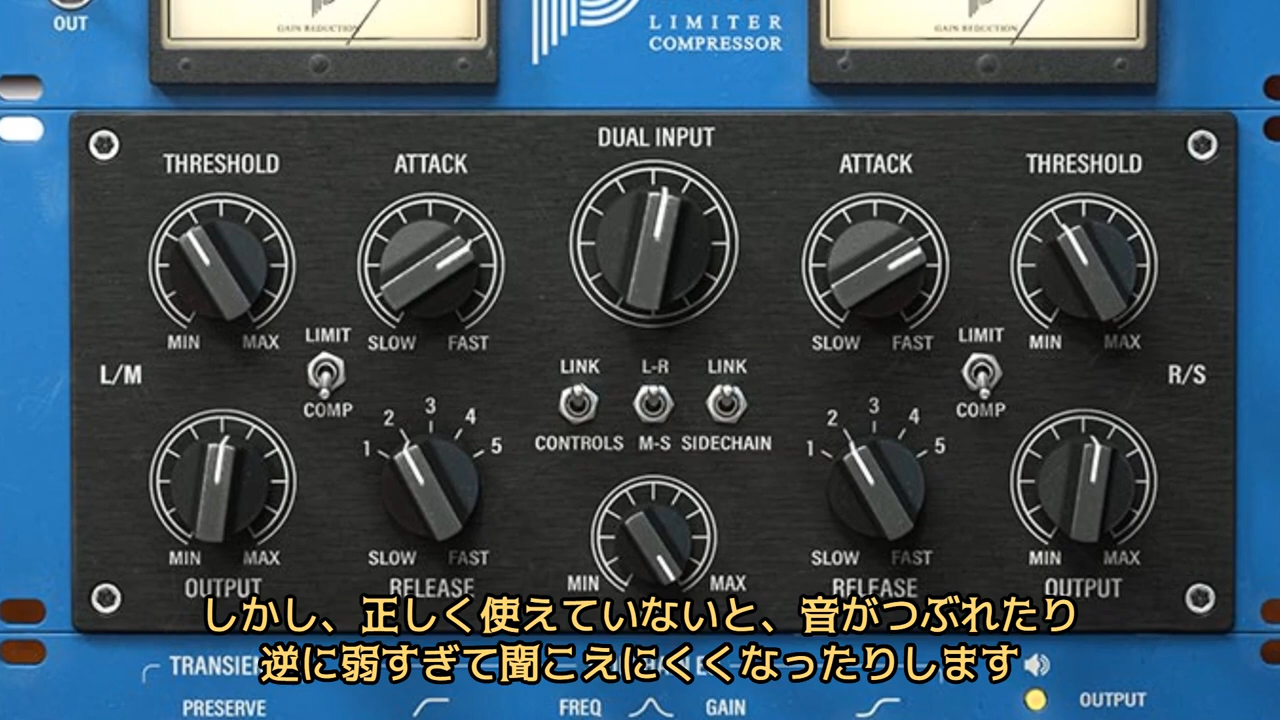 OUT
GAIN REDUCTION
LIMITER
COMPRESSOR
GAIN REDUCTION
DUAL INPUT
THRESHOLD
ATTACK
ATTACK
THRESHOLD
MIN MAX
SLOW FAST
SLOW FAST
MIN MAX
LIMIT
COMP
LINK
CONTROLS
L-R
M-S
LINK
SIDECHAIN
LIMIT
COMP
L/M
R/S
1 2 3 4 5
1 2 3 4 5
MIN MAX
OUTPUT
SLOW FAST
RELEASE
MIN MAX
SLOW FAST
RELEASE
MIN MAX
OUTPUT
しかし、正しく使えていないと、音がつぶれたり
逆に弱すぎて聞こえにくくなったりします
PRESERVE
FREQ
GAIN
OUTPUT